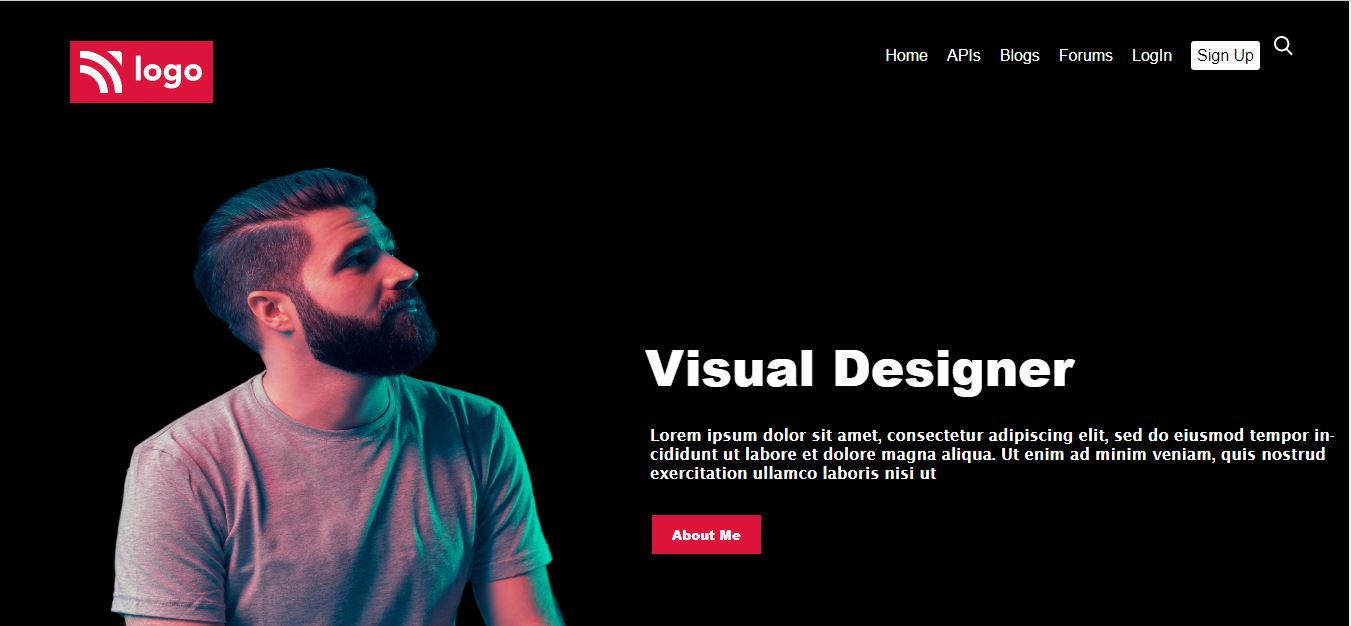 logo
Home APIs Blogs Forums LogIn Sign Up
Visual Designer
Lorem ipsum dolor sit amet, consectetur adipiscing elit, sed do eiusmod tempor in-
cididunt ut labore et dolore magna aliqua. Ut enim ad minim veniam, quis nostrud
exercitation ullamco laboris nisi ut
About Me